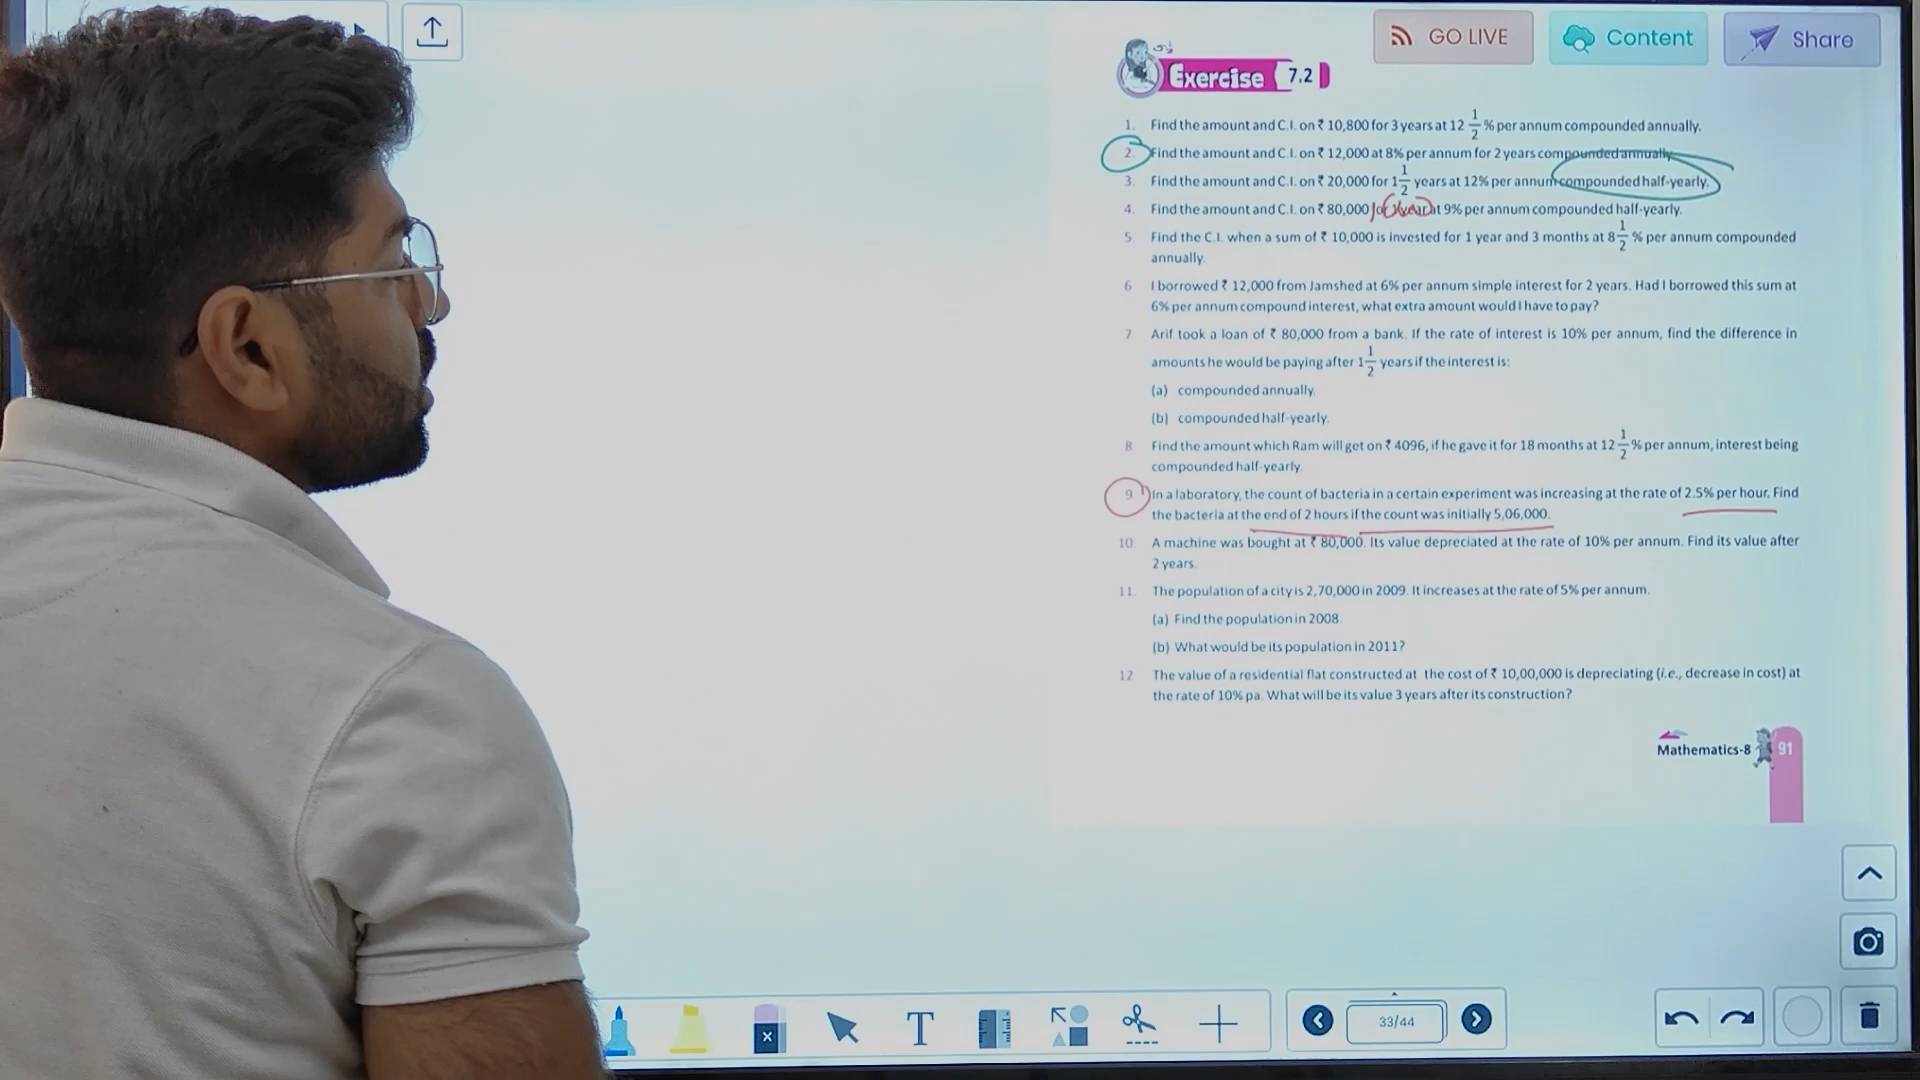 GO LIVE
Content
Share
Exercise 7.2
1. Find the amount and C.I. on ₹ 10,800 for 3 years at 12 1/2 % per annum compounded annually.
2. Find the amount and C.I. on ₹ 12,000 at 8% per annum for 2 years compounded annually.
3. Find the amount and C.I. on ₹ 20,000 for 1 1/2 years at 12% per annum compounded half-yearly.
4. Find the amount and C.I. on ₹ 80,000 for 1 year at 9% per annum compounded half-yearly.
5 Find the C.I. when a sum of ₹ 10,000 is invested for 1 year and 3 months at 8 1/2 % per annum compounded
annually.
6 I borrowed ₹ 12,000 from Jamshed at 6% per annum simple interest for 2 years. Had I borrowed this sum at
6% per annum compound interest, what extra amount would I have to pay?
7 Arif took a loan of ₹ 80,000 from a bank. If the rate of interest is 10% per annum, find the difference in
amounts he would be paying after 1 1/2 years if the interest is:
(a) compounded annually.
(b) compounded half-yearly.
8 Find the amount which Ram will get on ₹ 4096, if he gave it for 18 months at 12 1/2 % per annum, interest being
compounded half-yearly.
9 In a laboratory, the count of bacteria in a certain experiment was increasing at the rate of 2.5% per hour. Find
the bacteria at the end of 2 hours if the count was initially 5,06,000.
10. A machine was bought at ₹ 80,000. Its value depreciated at the rate of 10% per annum. Find its value after
2 years.
11. The population of a city is 2,70,000 in 2009. It increases at the rate of 5% per annum.
(a) Find the population in 2008.
(b) What would be its population in 2011?
12 The value of a residential flat constructed at the cost of ₹ 10,00,000 is depreciating (i.e., decrease in cost) at
the rate of 10% pa. What will be its value 3 years after its construction?
Mathematics-8 91
T
33/44